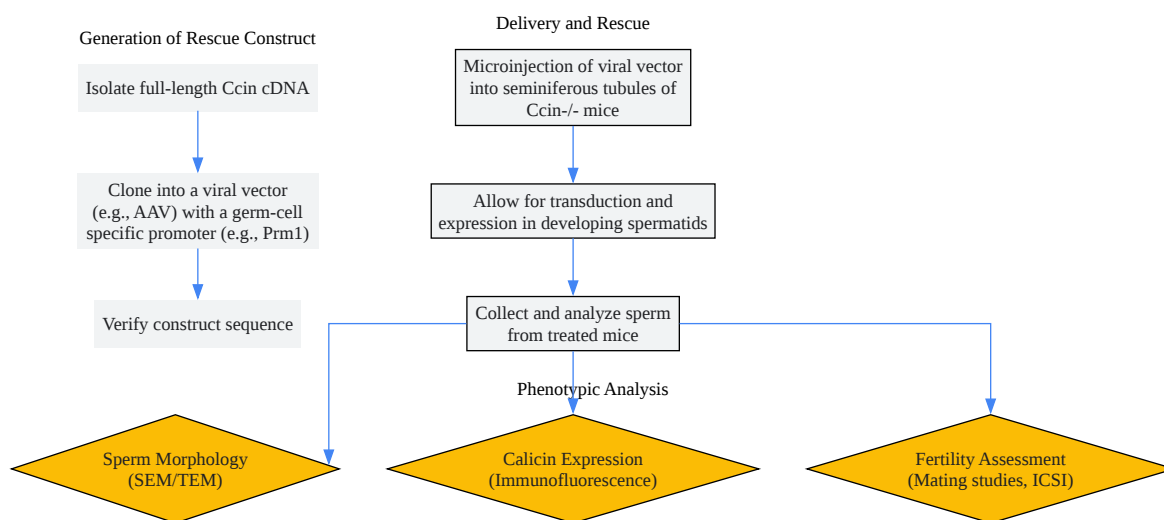 Generation of Rescue Construct
Isolate full-length Ccin cDNA
Clone into a viral vector
(e.g., AAV) with a germ-cell
specific promoter (e.g., Prm1)
Verify construct sequence
Delivery and Rescue
Microinjection of viral vector
into seminiferous tubules of
Ccin-/- mice
Allow for transduction and
expression in developing spermatids
Collect and analyze sperm
from treated mice
Phenotypic Analysis
Sperm Morphology
(SEM/TEM)
Calicin Expression
(Immunofluorescence)
Fertility Assessment
(Mating studies, ICSI)